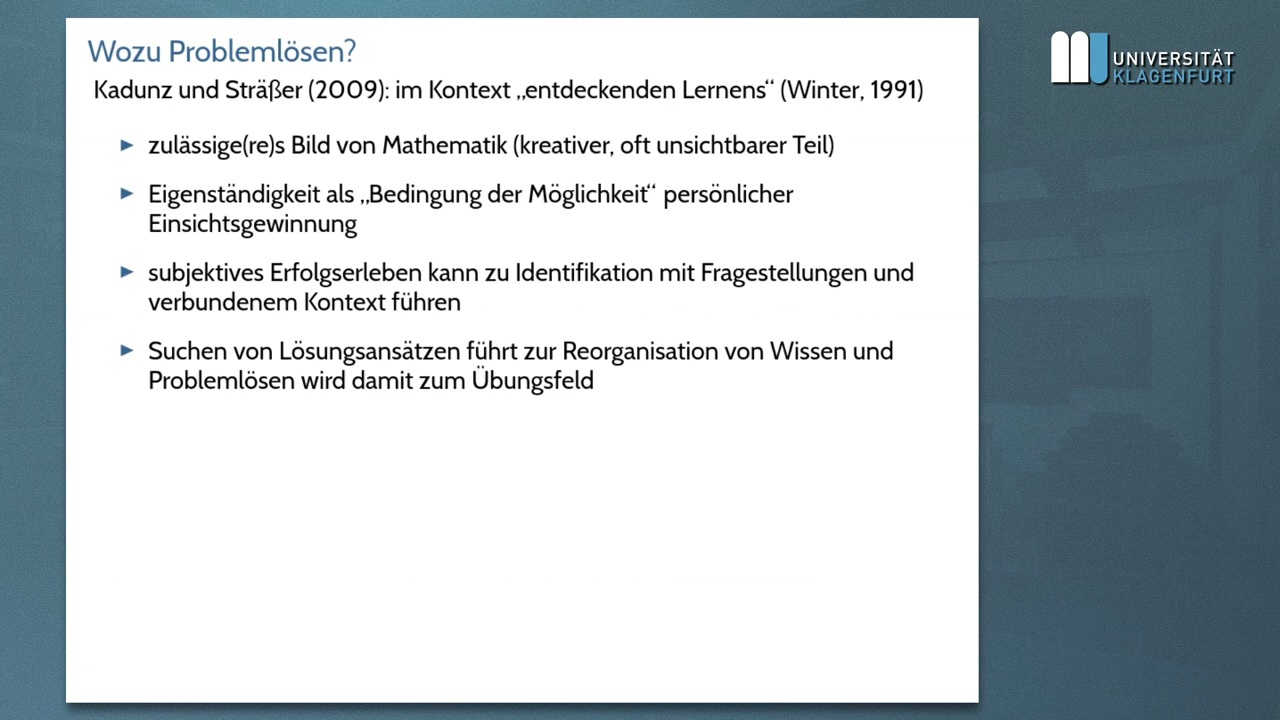 Wozu Problemlösen?
Kadunz und Sträßer (2009): im Kontext „entdeckenden Lernens“ (Winter, 1991)
► zulässige(re)s Bild von Mathematik (kreativer, oft unsichtbarer Teil)
► Eigenständigkeit als „Bedingung der Möglichkeit“ persönlicher
Einsichtsgewinnung
► subjektives Erfolgserleben kann zu Identifikation mit Fragestellungen und
verbundenem Kontext führen
► Suchen von Lösungsansätzen führt zur Reorganisation von Wissen und
Problemlösen wird damit zum Übungsfeld
UNIVERSITÄT
KLAGENFURT